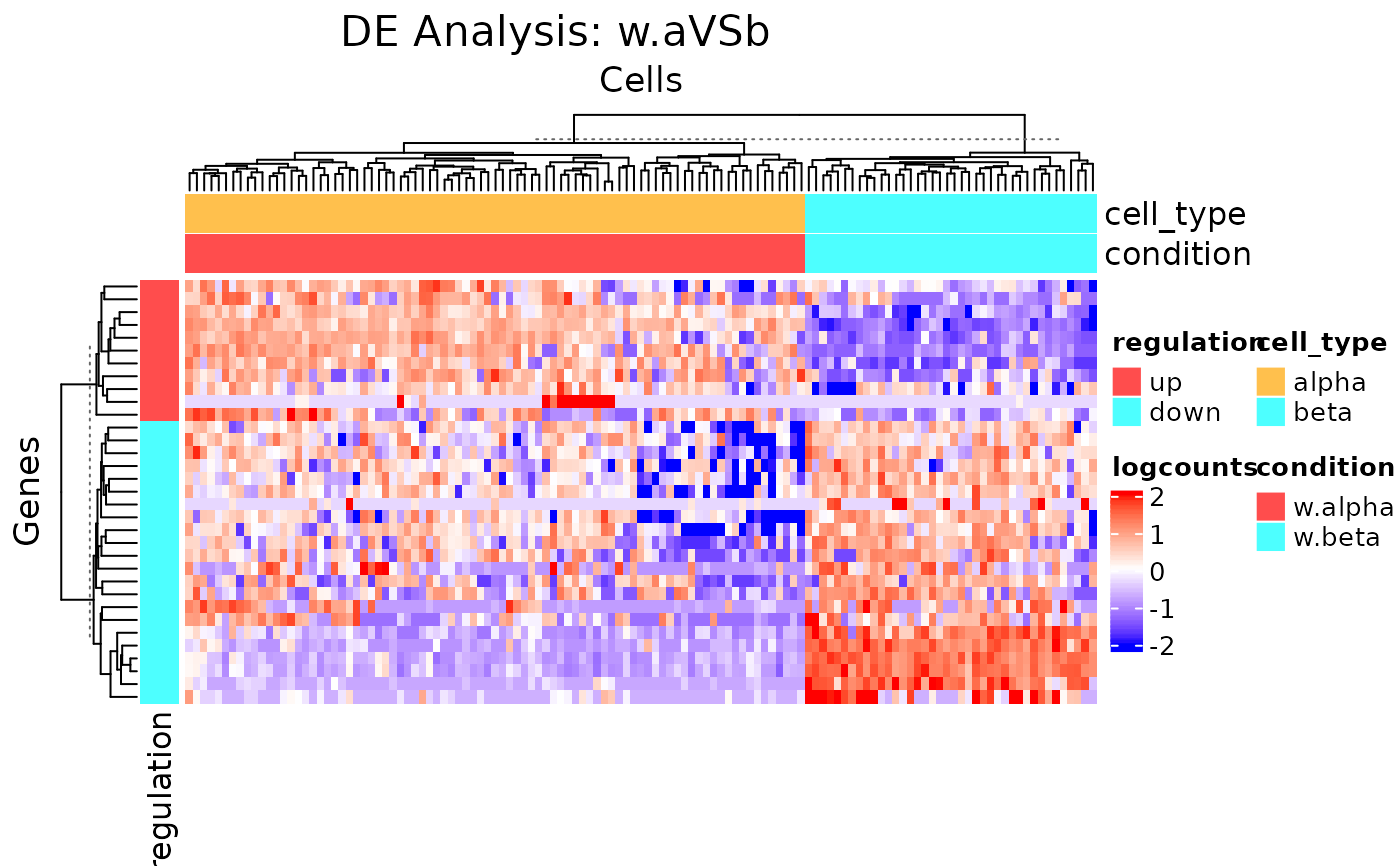 DE Analysis: w.aVSb
Cells
cell_type
condition
Genes
regulation
regulation
up
down
cell_type
alpha
beta
logcounts
2
1
0
-1
-2
condition
w.alpha
w.beta